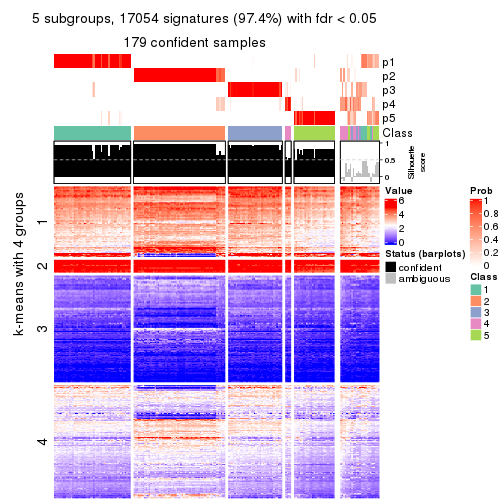 5 subgroups, 17054 signatures (97.4%) with fdr < 0.05
179 confident samples
p1
p2
p3
p4
p5
Class
1
0.5
0
Silhouette
score
k-means with 4 groups
1
2
3
4
Value
6
4
2
0
Status (barplots)
confident
ambiguous
Prob
1
0.8
0.6
0.4
0.2
0
Class
1
2
3
4
5